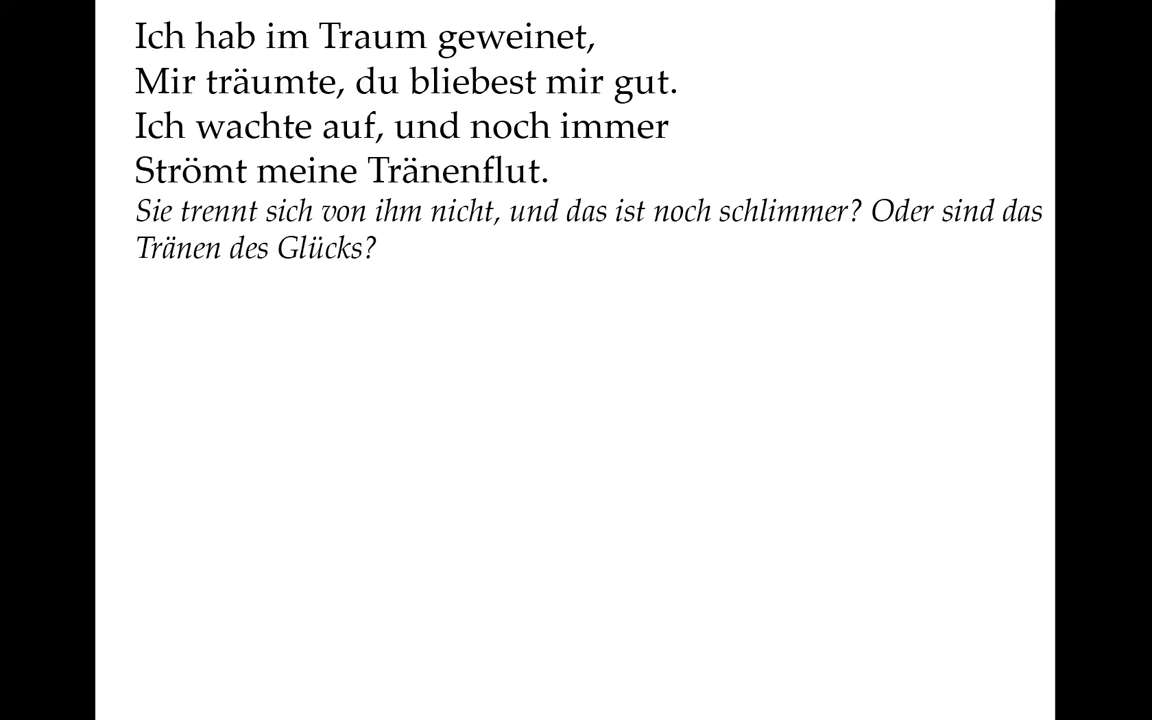 Ich hab im Traum geweinet,
Mir träumte, du bliebest mir gut.
Ich wachte auf, und noch immer
Strömt meine Tränenflut.
Sie trennt sich von ihm nicht, und das ist noch schlimmer? Oder sind das
Tränen des Glücks?